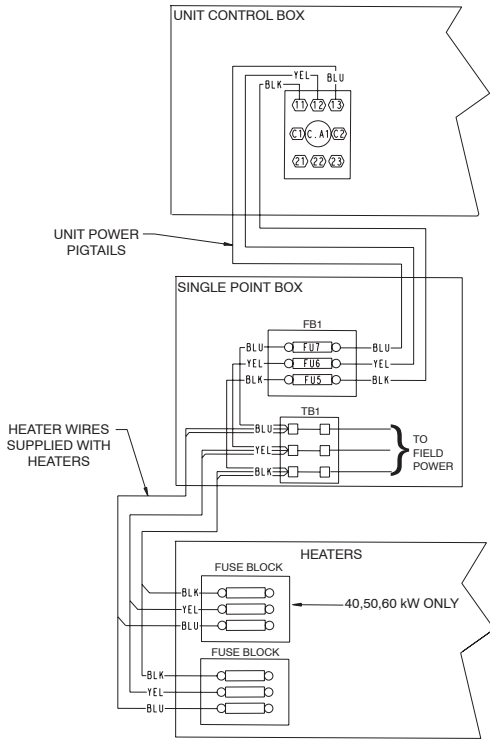 UNIT CONTROL BOX
YEL
BLU
BLK
11 12 13
C1 C.A1 C2
21 22 23
UNIT POWER
PIGTAILS
SINGLE POINT BOX
FB1
BLU FU7 BLU
YEL FU6 YEL
BLK FU5 BLK
TB1
BLU
YEL
BLK
TO
FIELD
POWER
HEATER WIRES
SUPPLIED WITH
HEATERS
HEATERS
FUSE BLOCK
BLK
YEL
BLU
40,50,60 kW ONLY
FUSE BLOCK
BLK
YEL
BLU